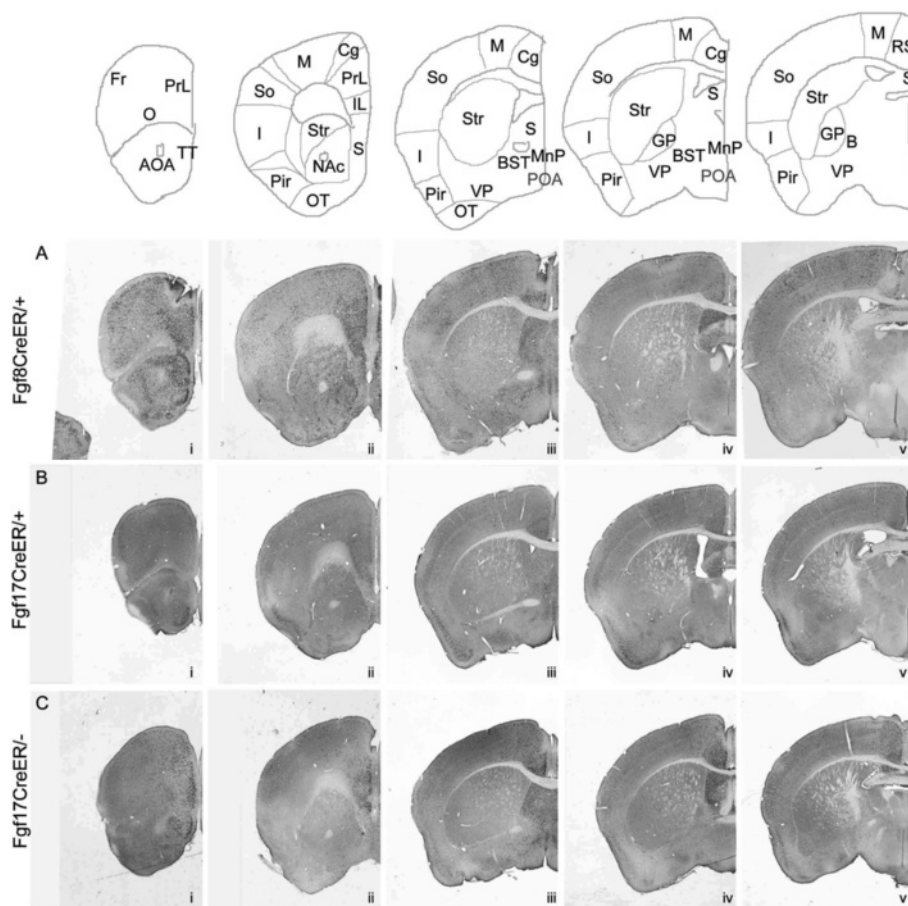 Fr
PrL
O
AOA
TT
M
Cg
So
PrL
IL
I
Str
S
NAc
Pir
OT
M
Cg
So
Str
S
I
BST
MnP
POA
Pir
VP
OT
M
Cg
So
Str
S
I
GP
MnP
BST
Pir
VP
POA
M
So
Str
I
GP
B
Pir
VP
A
Fgf8CreER/+
i
ii
iii
iv
v
B
Fgf17CreER/+
i
ii
iii
iv
v
C
Fgf17CreER/-
i
ii
iii
iv
v